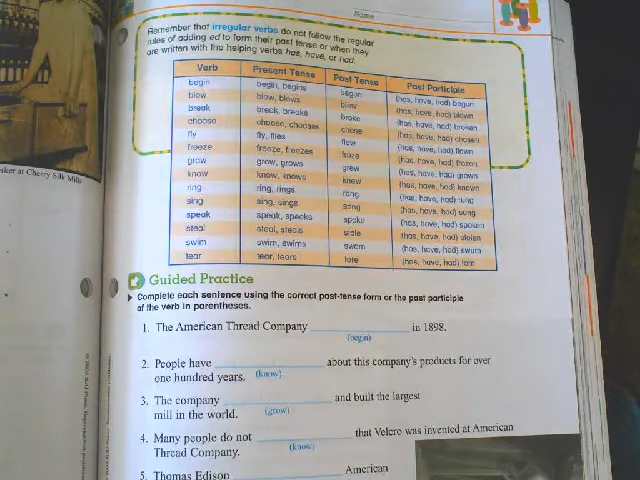 Name
Remember that irregular verbs do not follow the regular
rules of adding ed to form their past tense or when they
are written with the helping verbs has, have, or had.
Verb Present Tense Past Tense Past Participle
begin begin, begins began (has, have, had) begun
blow blow, blows blew (has, have, had) blown
break break, breaks broke (has, have, had) broken
choose choose, chooses chose (has, have, had) chosen
fly fly, flies flew (has, have, had) flown
freeze freeze, freezes froze (has, have, had) frozen
grow grow, grows grew (has, have, had) grown
know know, knows knew (has, have, had) known
ring ring, rings rang (has, have, had) rung
sing sing, sings sang (has, have, had) sung
speak speak, speaks spoke (has, have, had) spoken
steal steal, steals stole (has, have, had) stolen
swim swim, swims swam (has, have, had) swum
tear tear, tears tore (has, have, had) torn
ker at Cherry Silk Mills
Guided Practice
Complete each sentence using the correct past-tense form or the past participle
of the verb in parentheses.
1. The American Thread Company ____________ in 1898.
(begin)
2. People have ____________ about this company's products for over
one hundred years. (know)
3. The company ____________ and built the largest
mill in the world. (grow)
4. Many people do not ____________ that Velcro was invented at American
Thread Company. (know)
5. Thomas Edison ____________ American